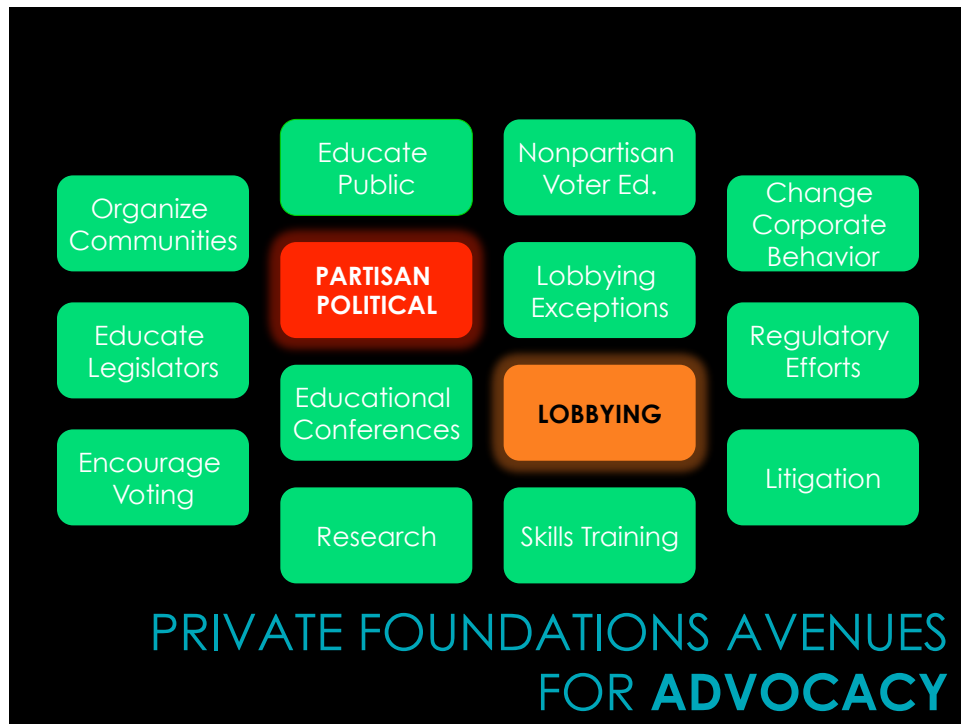 Organize
Communities
Educate
Legislators
Encourage
Voting
Educate
Public
PARTISAN
POLITICAL
Educational
Conferences
Research
Nonpartisan
Voter Ed.
Lobbying
Exceptions
LOBBYING
Skills Training
Change
Corporate
Behavior
Regulatory
Efforts
Litigation
PRIVATE FOUNDATIONS AVENUES
FOR ADVOCACY